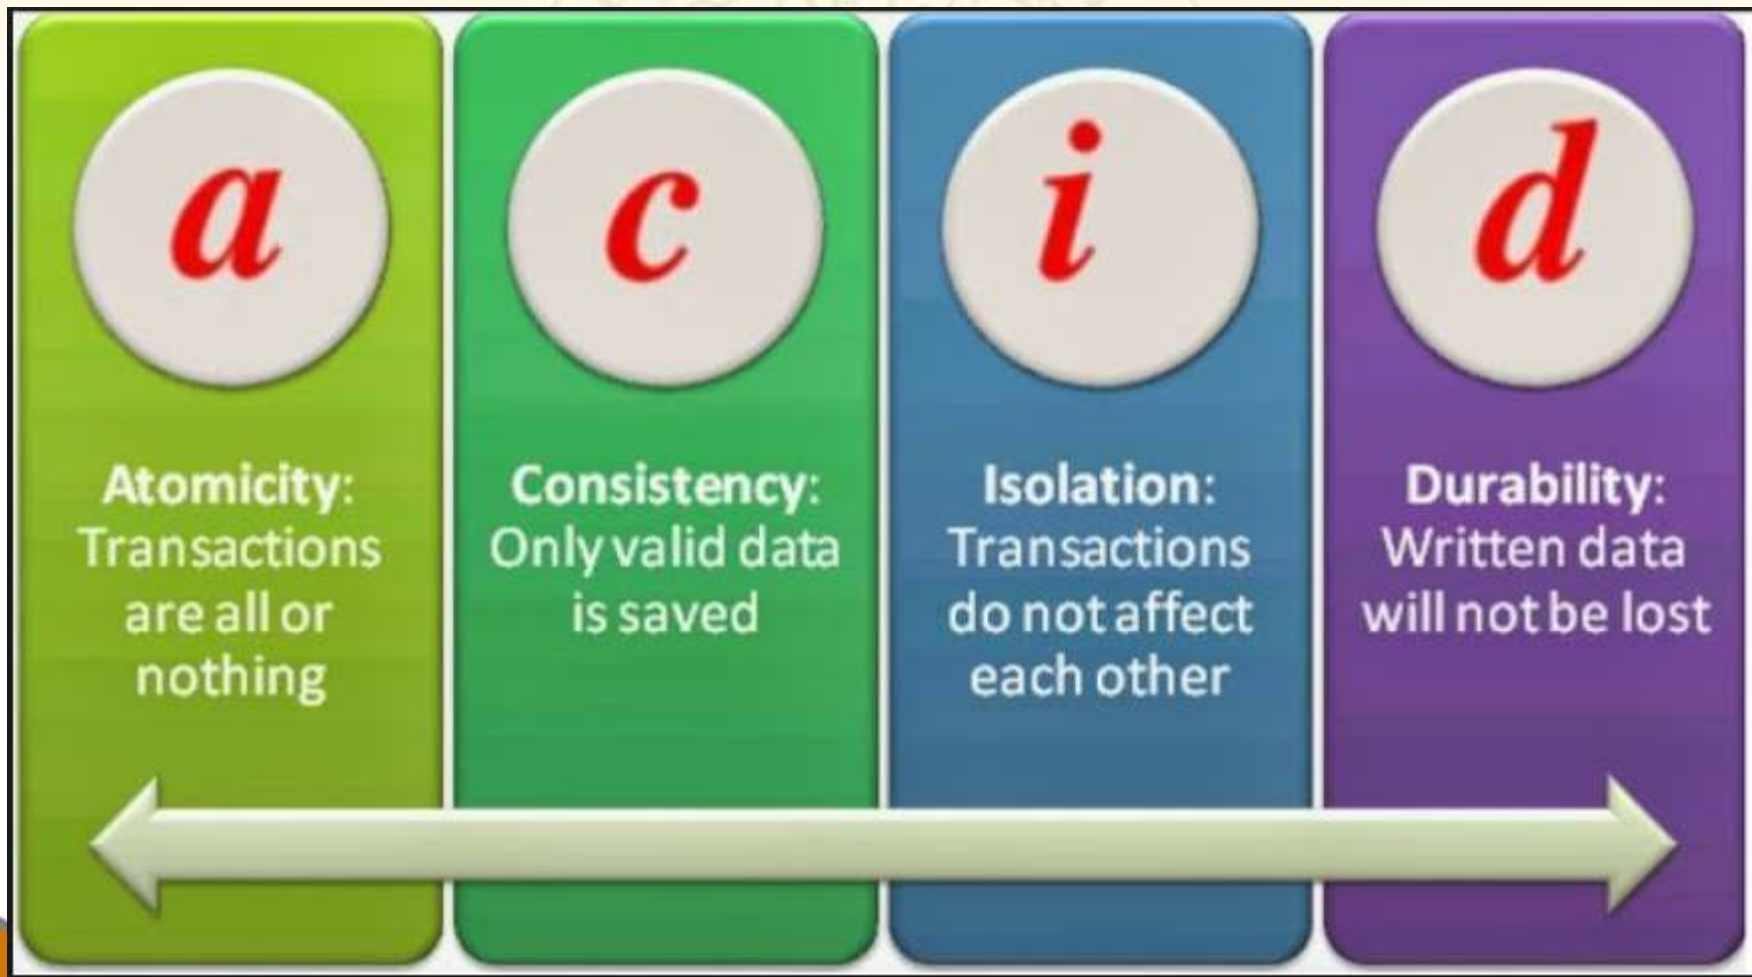 a
c
i
d
Atomicity:
Transactions
are all or
nothing
Consistency:
Only valid data
is saved
Isolation:
Transactions
do not affect
each other
Durability:
Written data
will not be lost